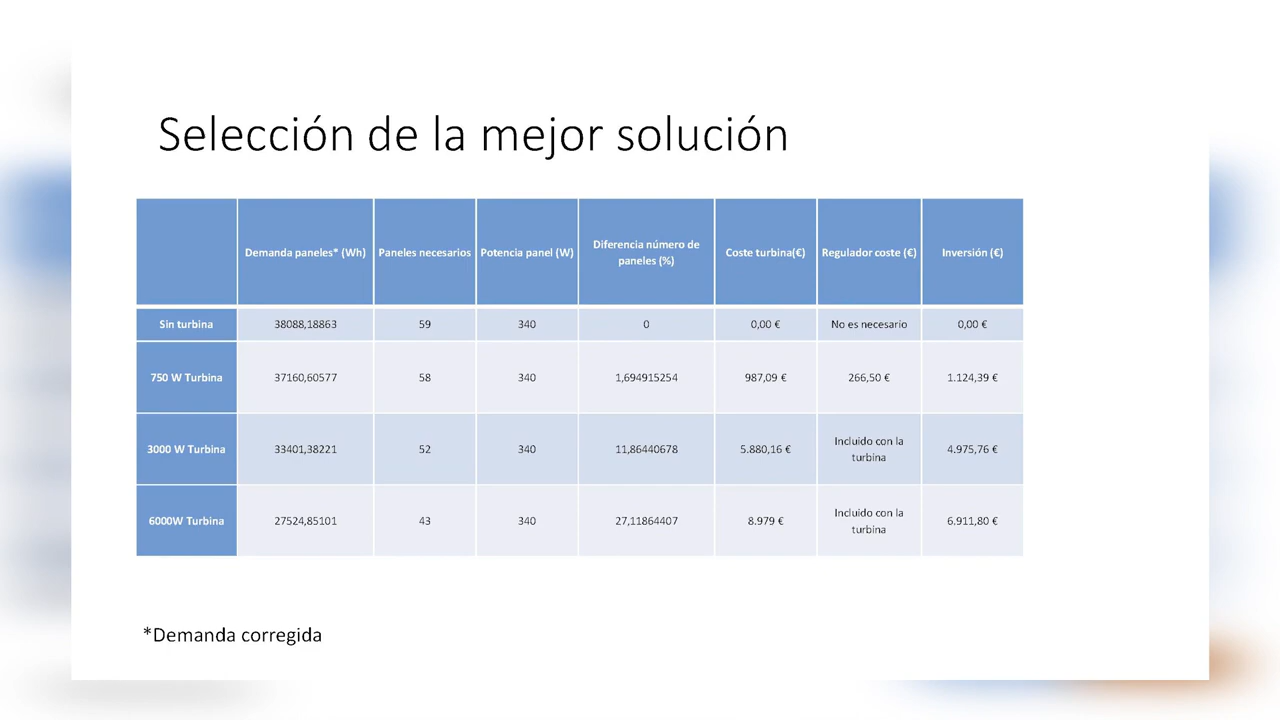 Selección de la mejor solución
Demanda paneles* (Wh) Paneles necesarios Potencia panel (W) Diferencia número de paneles (%) Coste turbina(€) Regulador coste (€) Inversión (€)
Sin turbina 38088,18863 59 340 0 0,00 € No es necesario 0,00 €
750 W Turbina 37160,60577 58 340 1,694915254 987,09 € 266,50 € 1.124,39 €
3000 W Turbina 33401,38221 52 340 11,86440678 5.880,16 € Incluido con la turbina 4.975,76 €
6000W Turbina 27524,85101 43 340 27,11864407 8.979 € Incluido con la turbina 6.911,80 €
*Demanda corregida